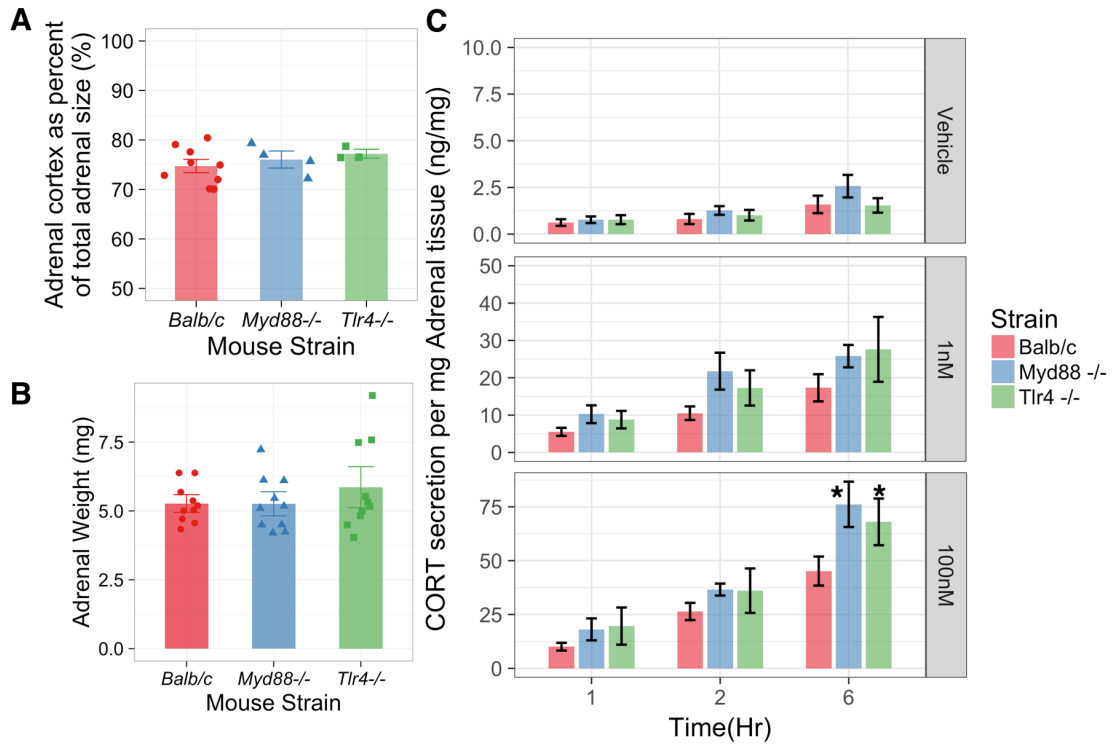 A
Adrenal cortex as percent
of total adrenal size (%)
100
90
80
70
60
50
Balb/c Myd88-/- Tlr4-/-
Mouse Strain
B
Adrenal Weight (mg)
7.5
5.0
2.5
0.0
Balb/c Myd88-/- Tlr4-/-
Mouse Strain
C
CORT secretion per mg Adrenal tissue (ng/mg)
10.0
7.5
5.0
2.5
0.0
Vehicle
50
40
30
20
10
0
1nM
75
50
25
0
* *
100nM
1 2 6
Time(Hr)
Strain
Balb/c
Myd88 -/-
Tlr4 -/-